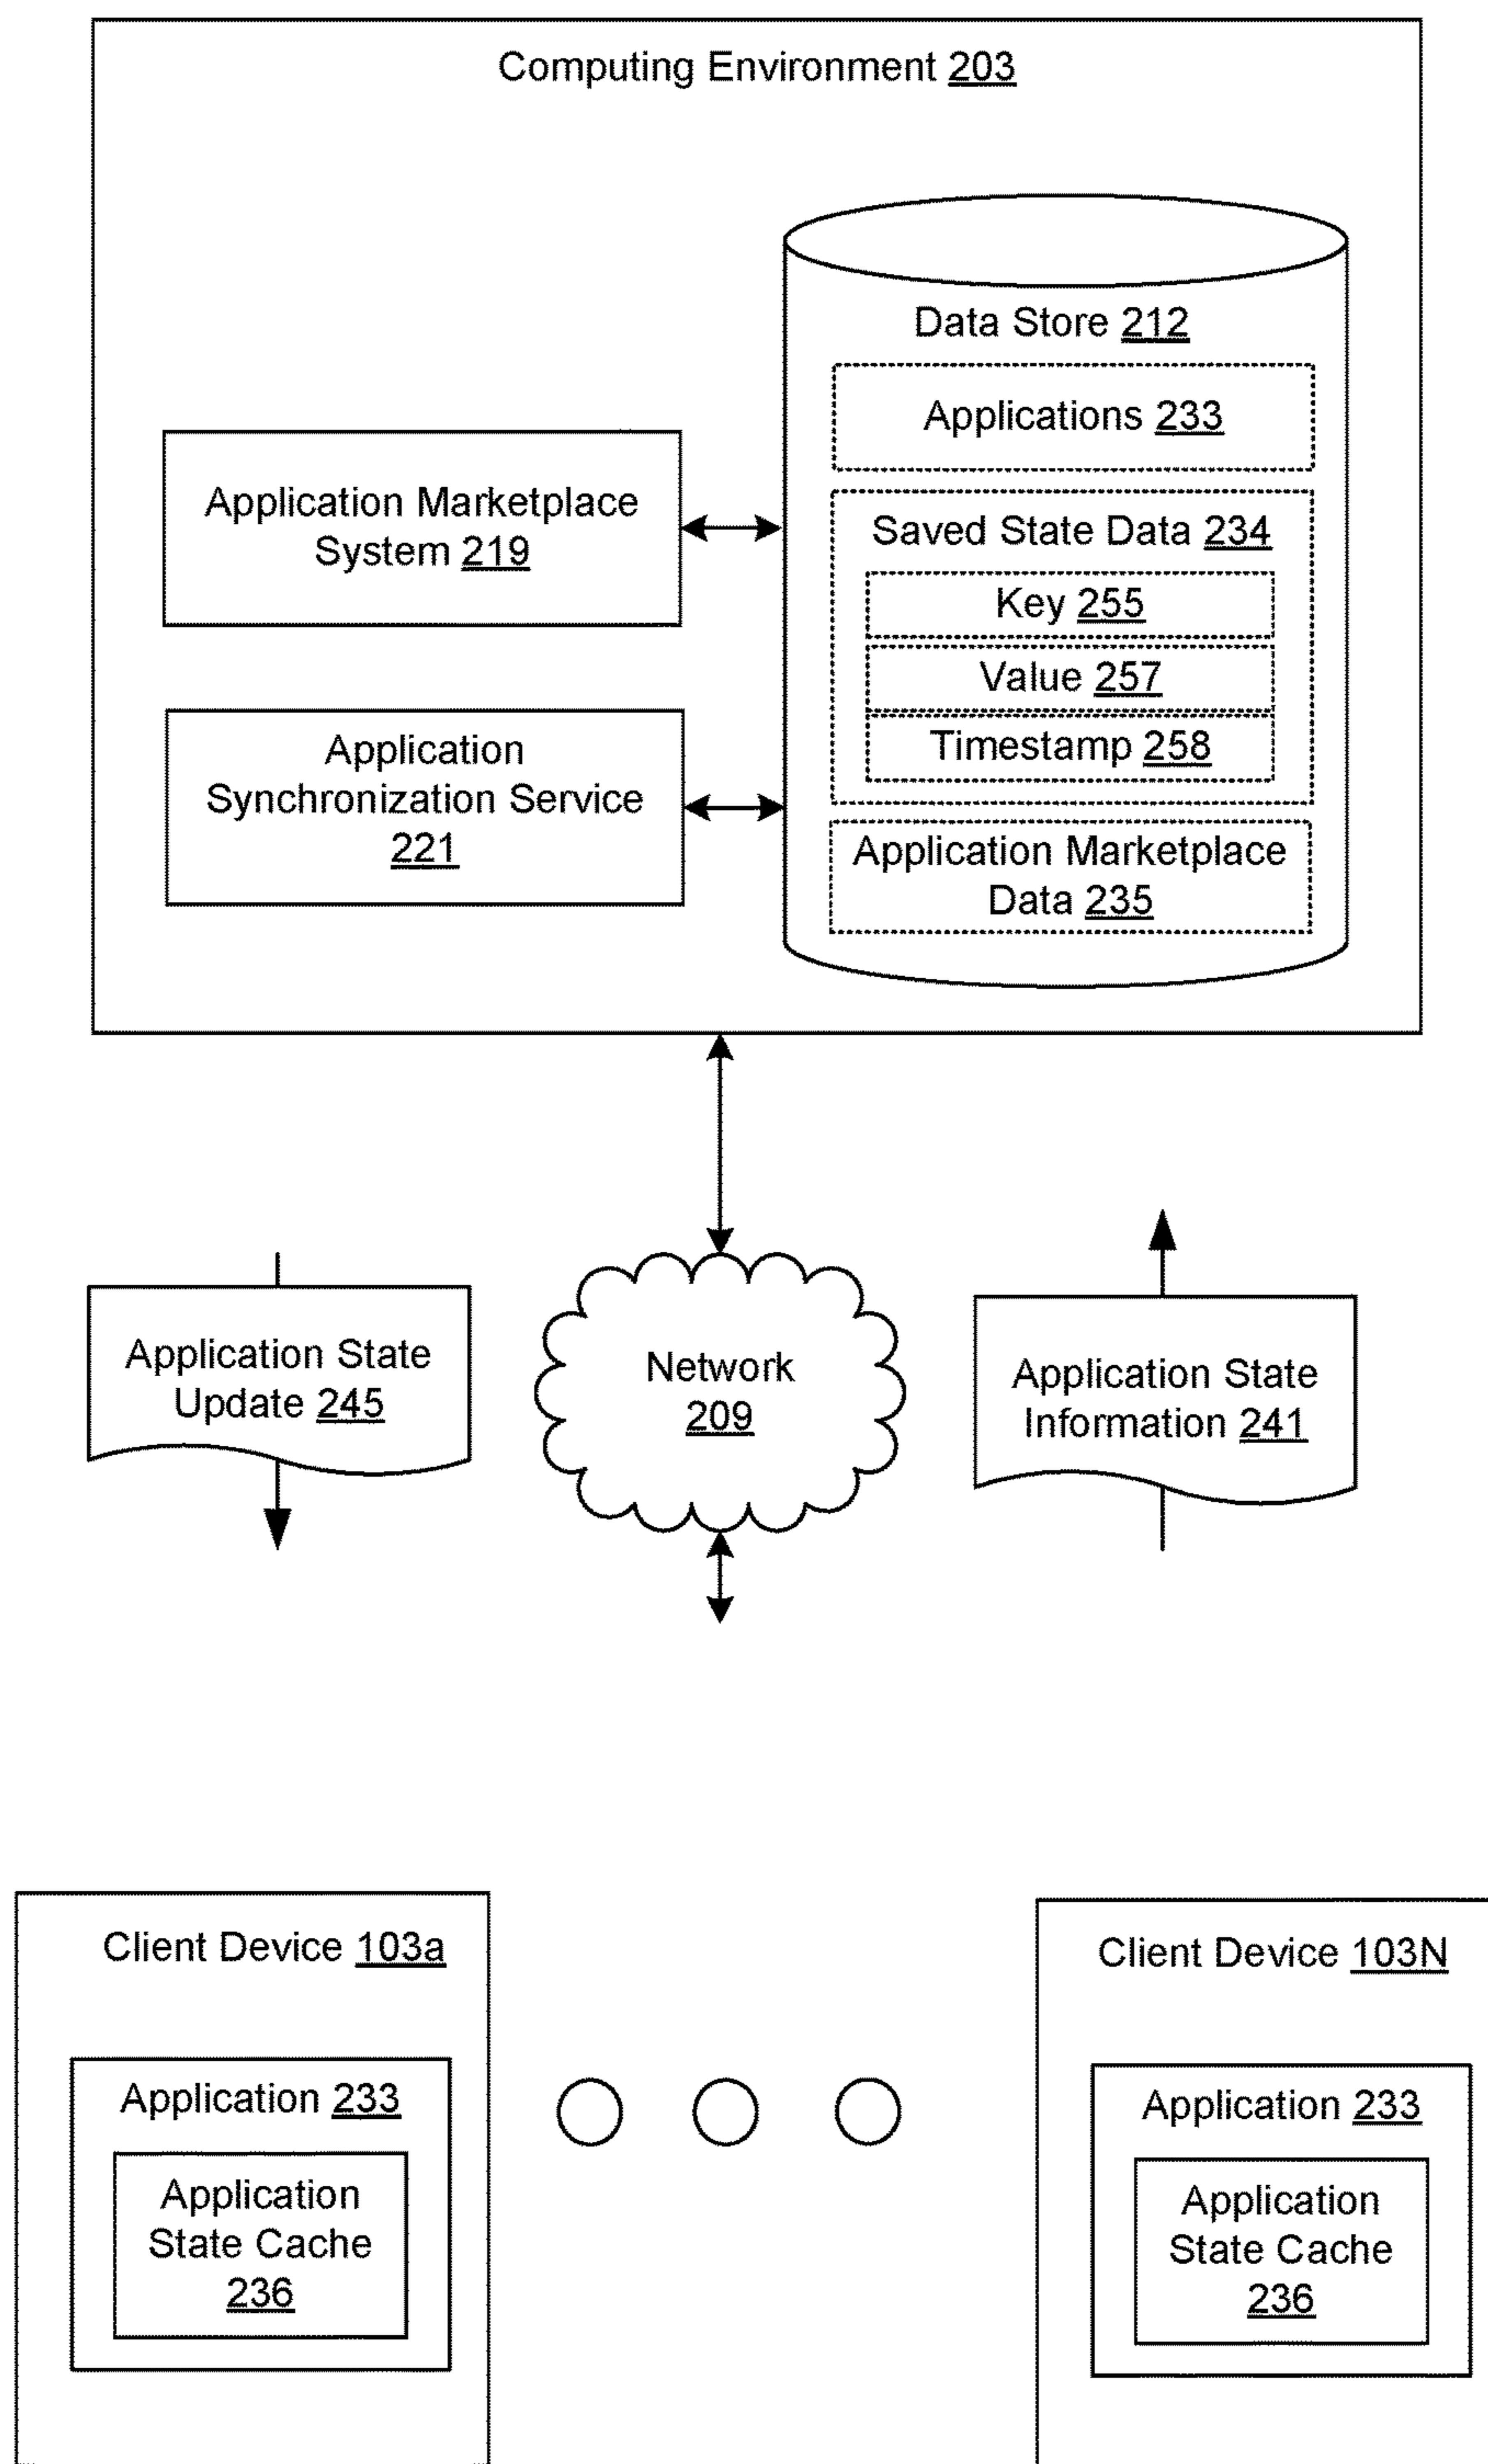 Computing Environment 203
Data Store 212
Applications 233
Application Marketplace
System 219
Saved State Data 234
Key 255
Value 257
Timestamp 258
Application
Synchronization Service
221
Application Marketplace
Data 235
Application State
Update 245
Network
209
Application State
Information 241
Client Device 103a
Application 233
Application
State Cache
236
Client Device 103N
Application 233
Application
State Cache
236